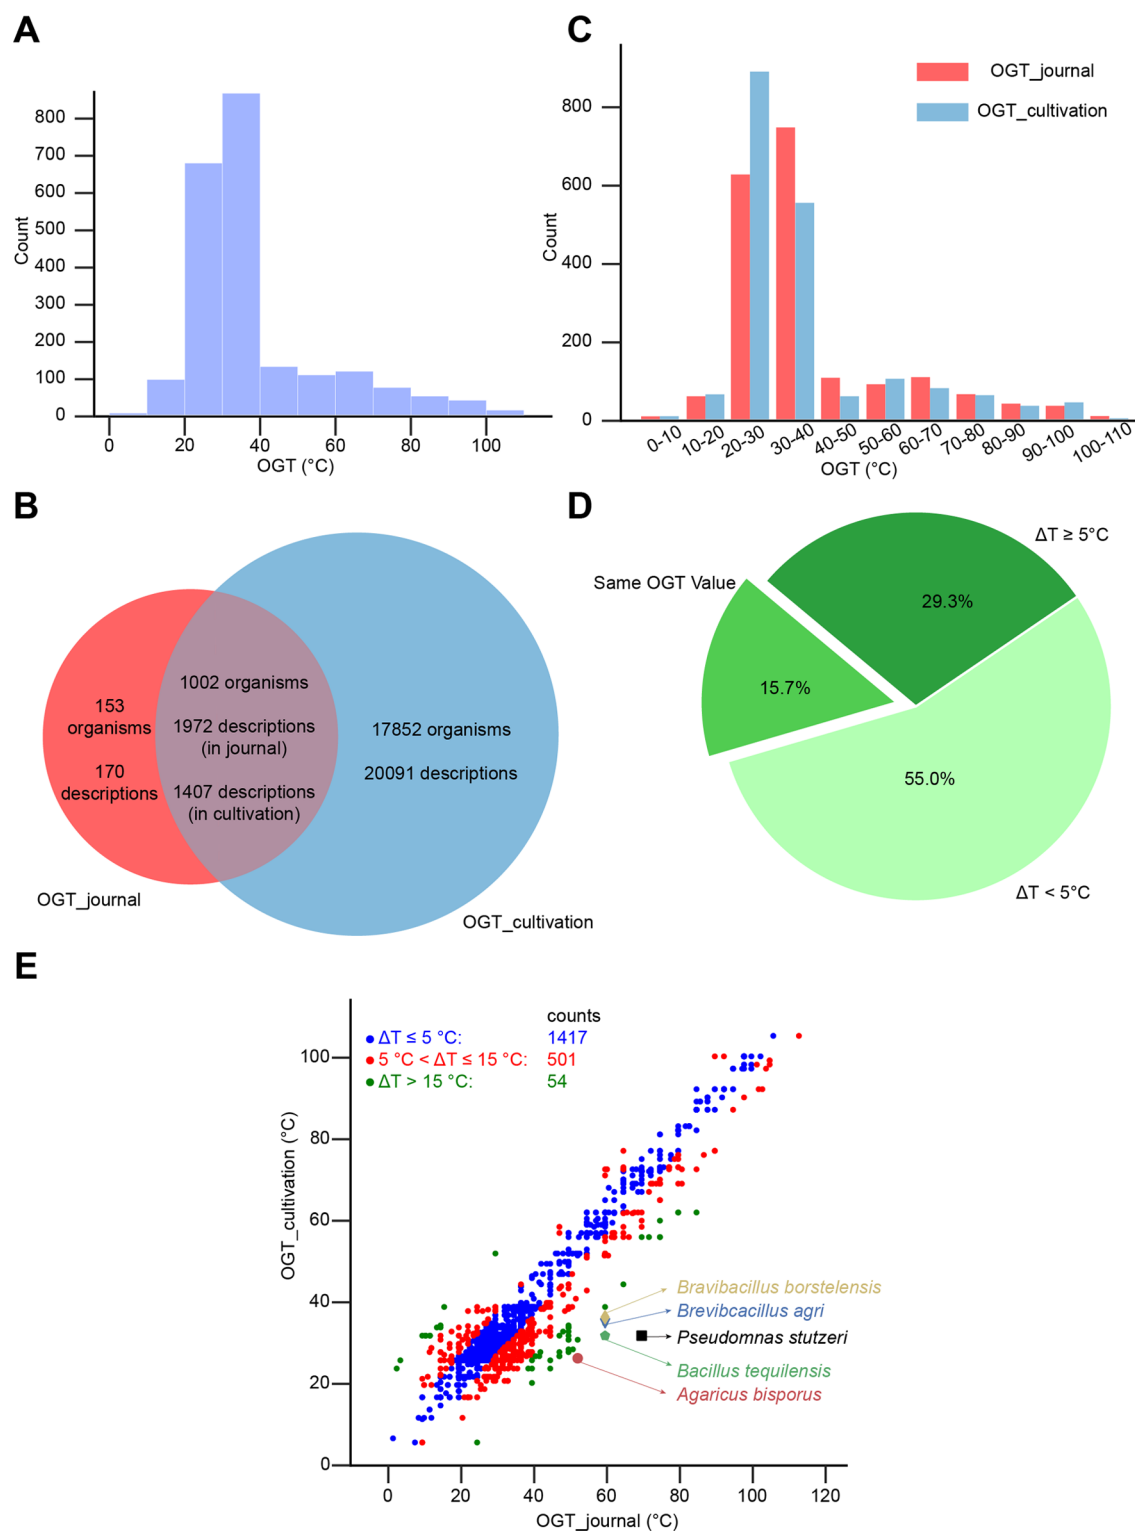 A
800
700
600
500
400
300
200
100
0
Count
0 20 40 60 80 100
OGT (°C)
C
800
600
400
200
0
Count
OGT_journal
OGT_cultivation
0-10 10-20 20-30 30-40 40-50 50-60 60-70 70-80 80-90 90-100 100-110
OGT (°C)
B
153
organisms
170
descriptions
1002 organisms
1972 descriptions
(in journal)
1407 descriptions
(in cultivation)
17852 organisms
20091 descriptions
OGT_journal
OGT_cultivation
D
ΔT ≥ 5°C
Same OGT Value
29.3%
15.7%
55.0%
ΔT < 5°C
E
counts
ΔT ≤ 5 °C: 1417
5 °C < ΔT ≤ 15 °C: 501
ΔT > 15 °C: 54
100
80
60
40
20
0
OGT_cultivation (°C)
Bravibacillus borstelensis
Brevibcacillus agri
Pseudomnas stutzeri
Bacillus tequilensis
Agaricus bisporus
0 20 40 60 80 100 120
OGT_journal (°C)